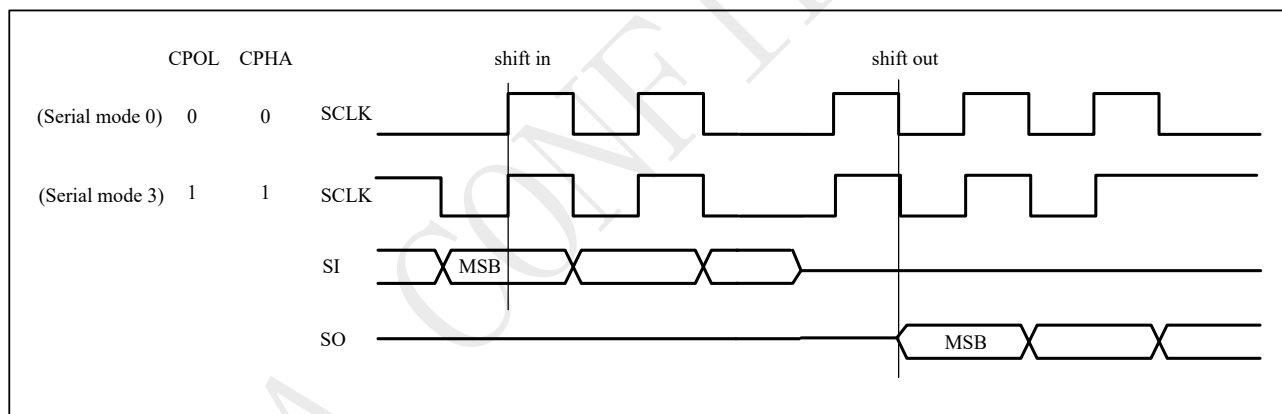 CPOL CPHA shift in shift out
(Serial mode 0) 0 0 SCLK
(Serial mode 3) 1 1 SCLK
SI MSB
SO MSB